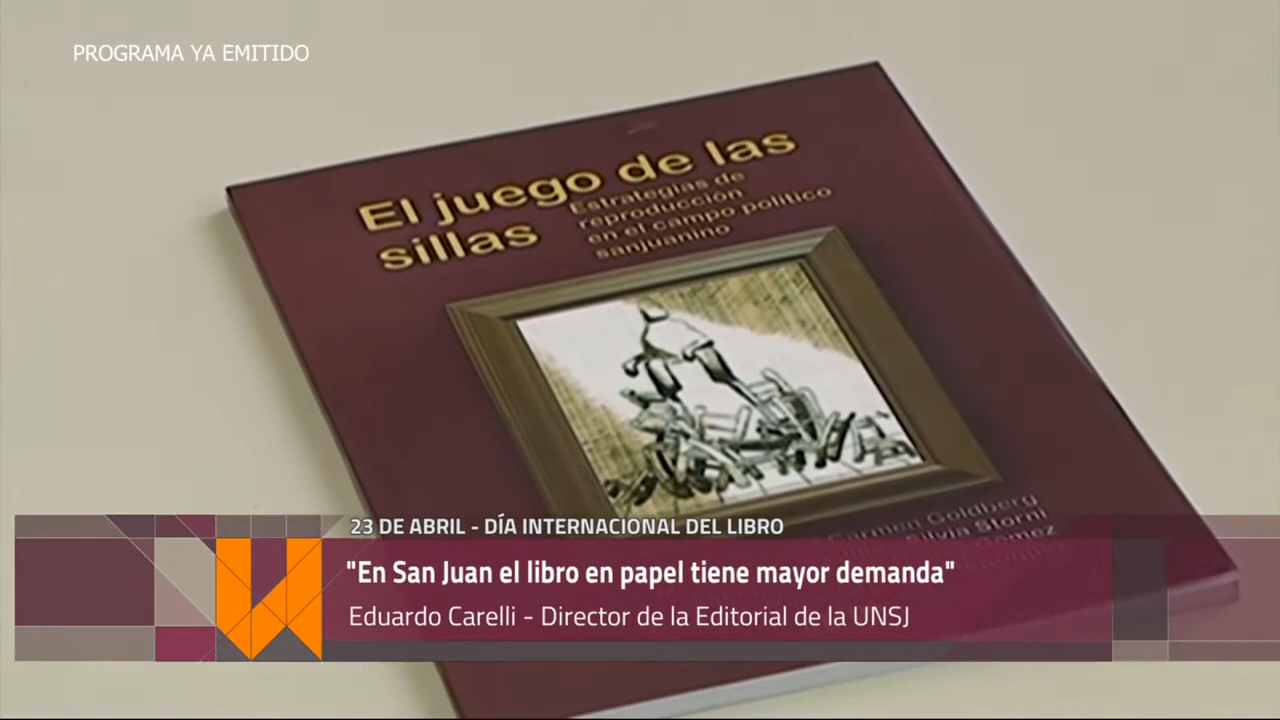 PROGRAMA YA EMITIDO
El juego de las
sillas
Estrategias de
reproducción
en el campo político
sanjuanino
Carmen Goldberg
Silvia Storni
Gómez
23 DE ABRIL - DÍA INTERNACIONAL DEL LIBRO
"En San Juan el libro en papel tiene mayor demanda"
Eduardo Carelli - Director de la Editorial de la UNSJ